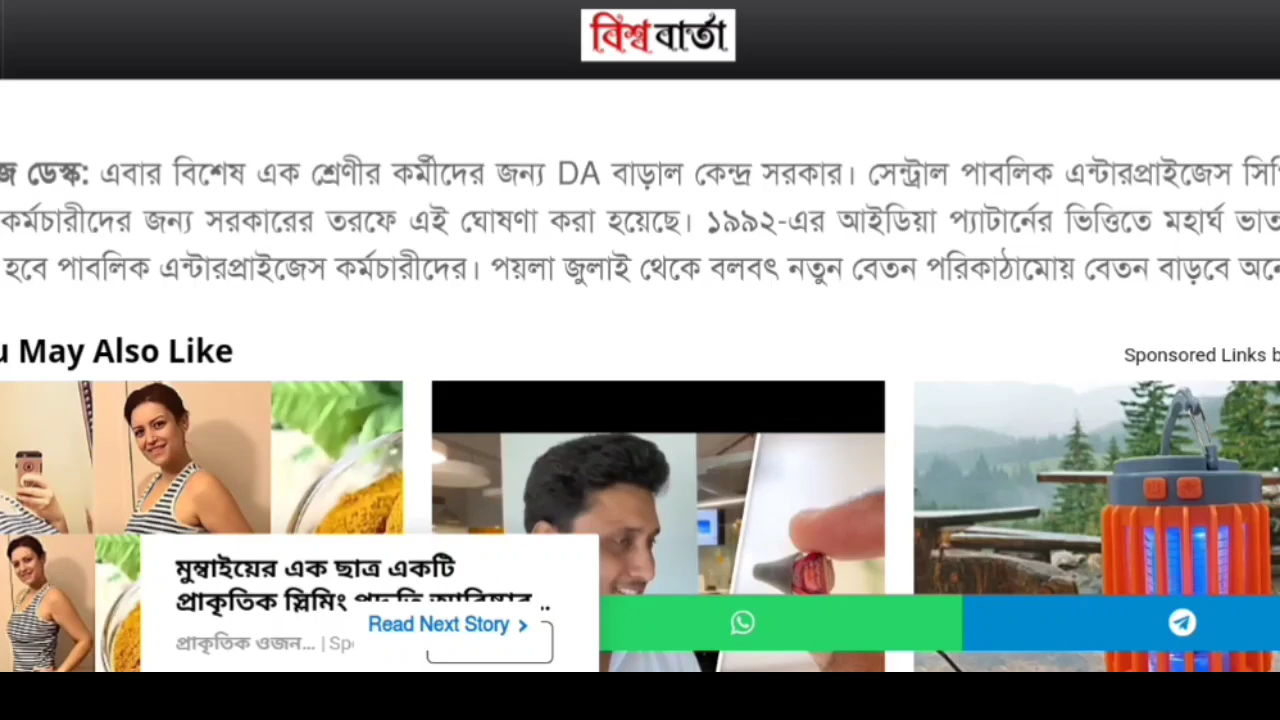 বিশ্ব বার্তা
ডেস্ক: এবার বিশেষ এক শ্রেণীর কর্মীদের জন্য DA বাড়াল কেন্দ্র সরকার। সেন্ট্রাল পাবলিক এন্টারপ্রাইজেস
কর্মচারীদের জন্য সরকারের তরফে এই ঘোষণা করা হয়েছে। ১৯৯২-এর আইডিয়া প্যাটার্নের ভিত্তিতে মহার্ঘ
হবে পাবলিক এন্টারপ্রাইজেস কর্মচারীদের। পয়লা জুলাই থেকে বলবৎ নতুন বেতন পরিকাঠামোয় বেতন বাড়বে
May Also Like
Sponsored Links
মুম্বাইয়ের এক ছাত্র একটি
প্রাকৃতিক স্লিমিং
Read Next Story >
প্রাকৃতিক ওজন... |